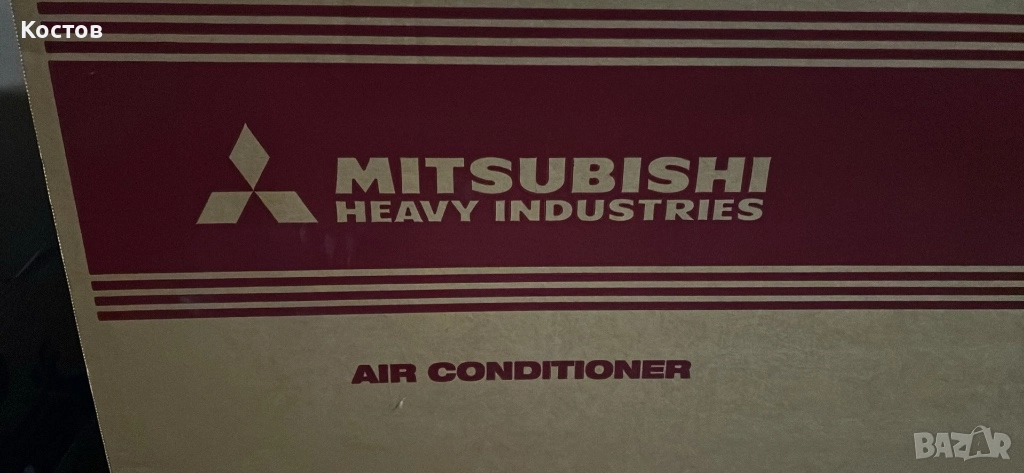 Костов
MITSUBISHI
HEAVY INDUSTRIES
AIR CONDITIONER
BAZAR